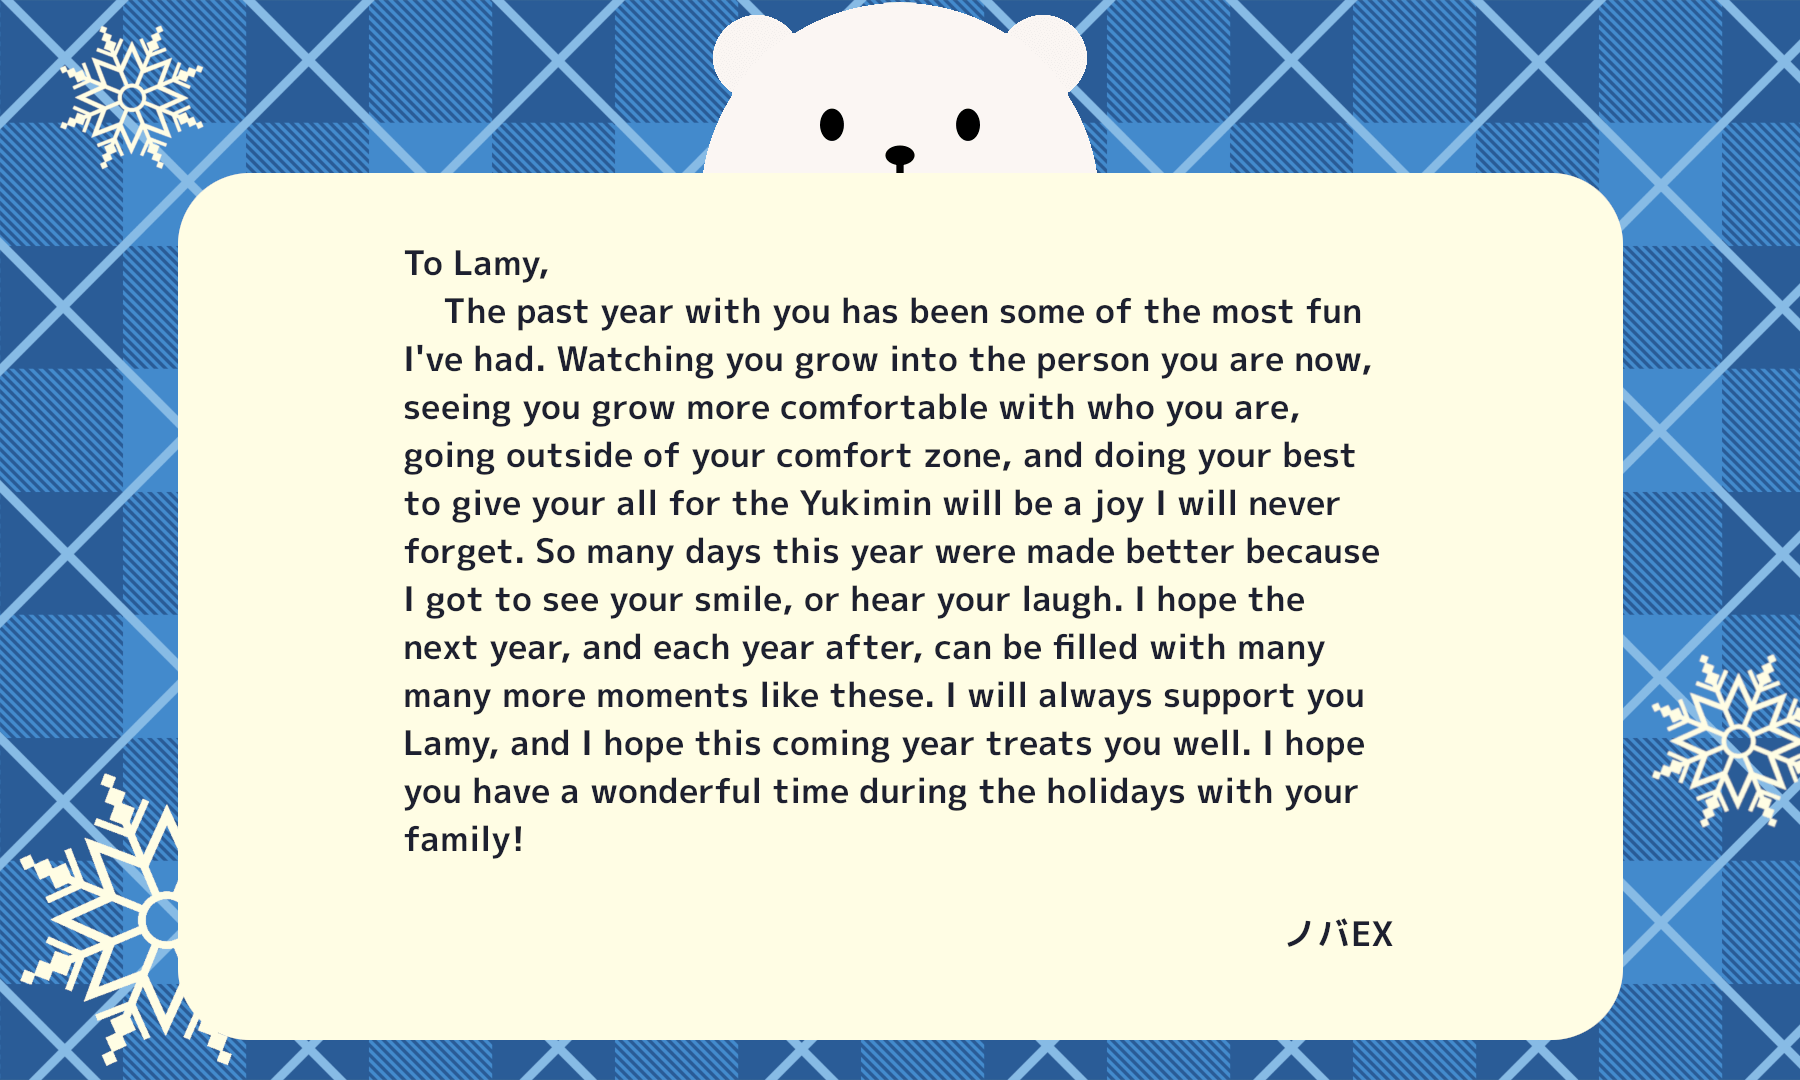 To Lamy,
The past year with you has been some of the most fun
I've had. Watching you grow into the person you are now,
seeing you grow more comfortable with who you are,
going outside of your comfort zone, and doing your best
to give your all for the Yukimin will be a joy I will never
forget. So many days this year were made better because
I got to see your smile, or hear your laugh. I hope the
next year, and each year after, can be filled with many
many more moments like these. I will always support you
Lamy, and I hope this coming year treats you well. I hope
you have a wonderful time during the holidays with your
family!
ノバEX